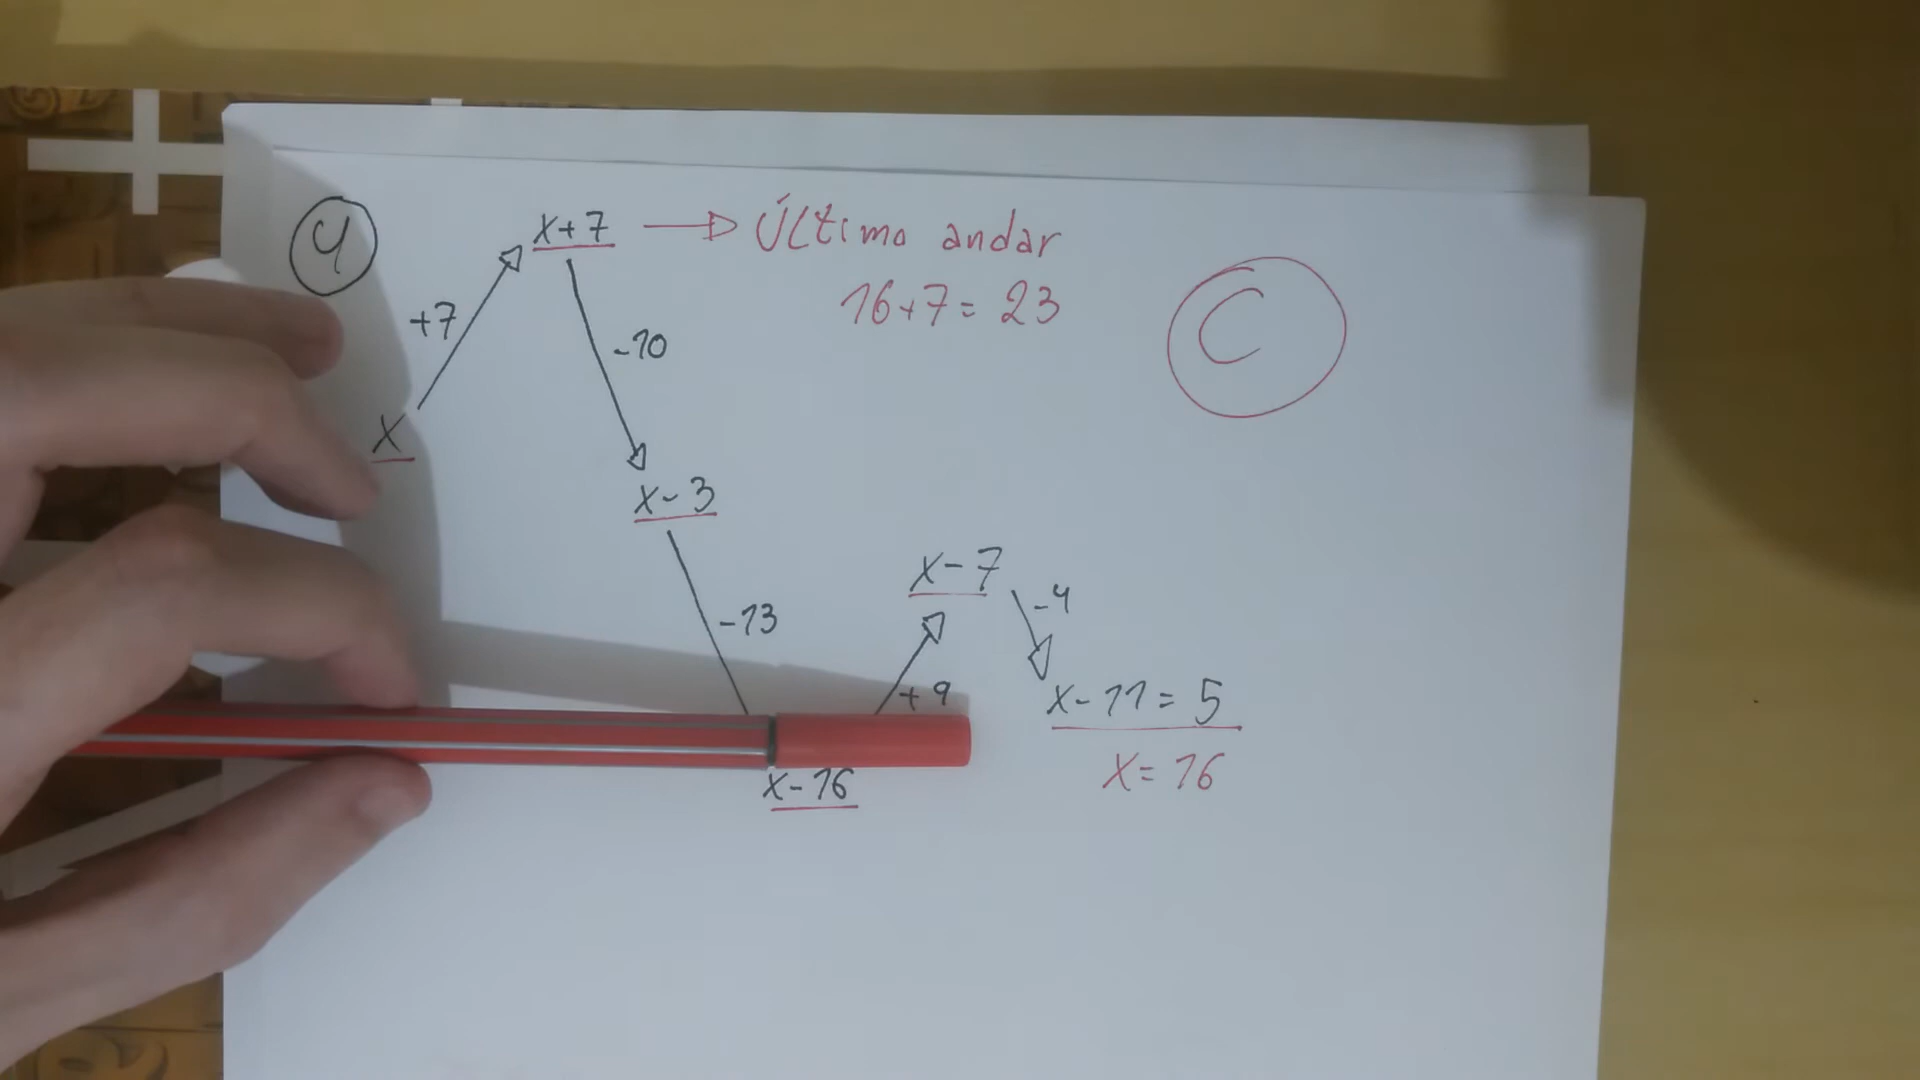 4
x+7 → Último andar
16+7= 23
C
+7
-10
x
x-3
-13
x-7
-4
+9
x-11=5
x=16
x-16